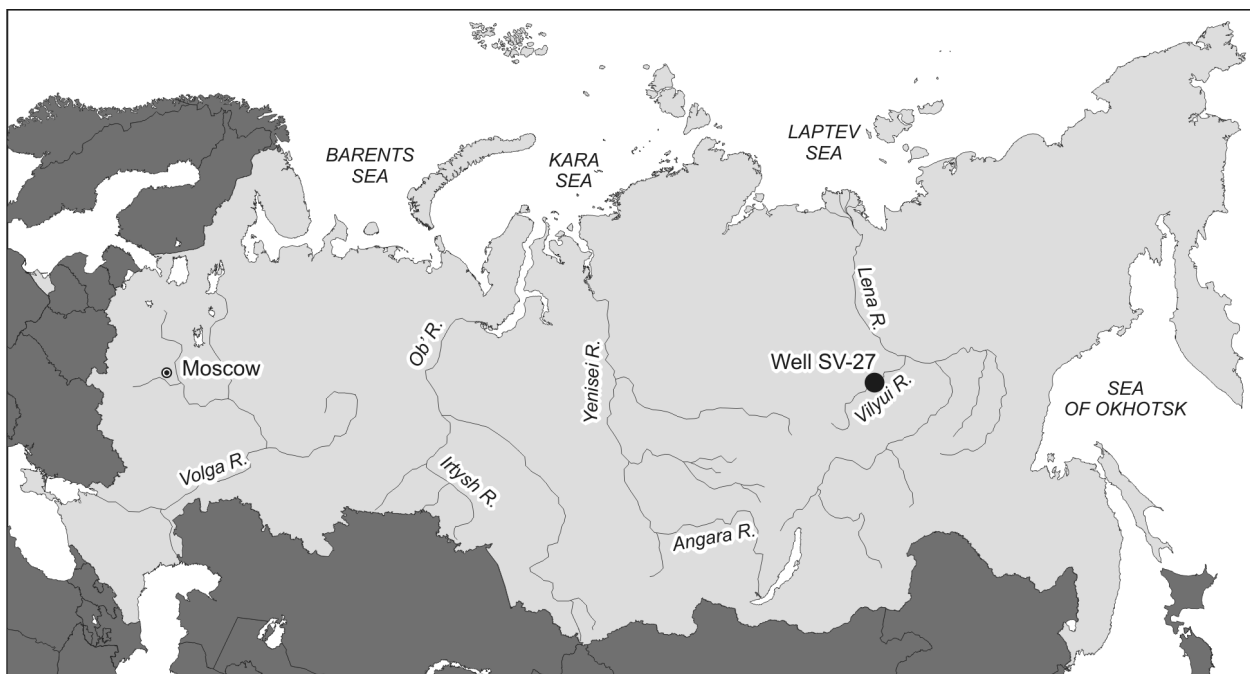 BARENTS
SEA
KARA
SEA
LAPTEV
SEA
Lena R.
Ob’ R.
Yenisei R.
Moscow
Well SV-27
Vilyui R.
SEA
OF OKHOTSK
Volga R.
Irtysh R.
Angara R.